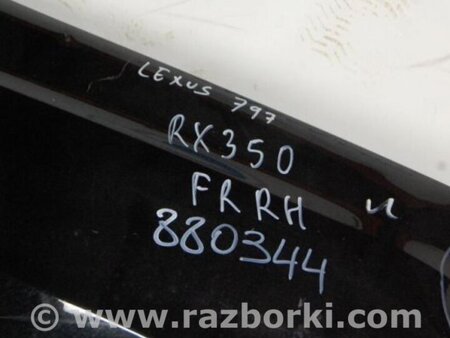 LEXUS 797
RX350
FR RH и
880344
© www.razborki.com